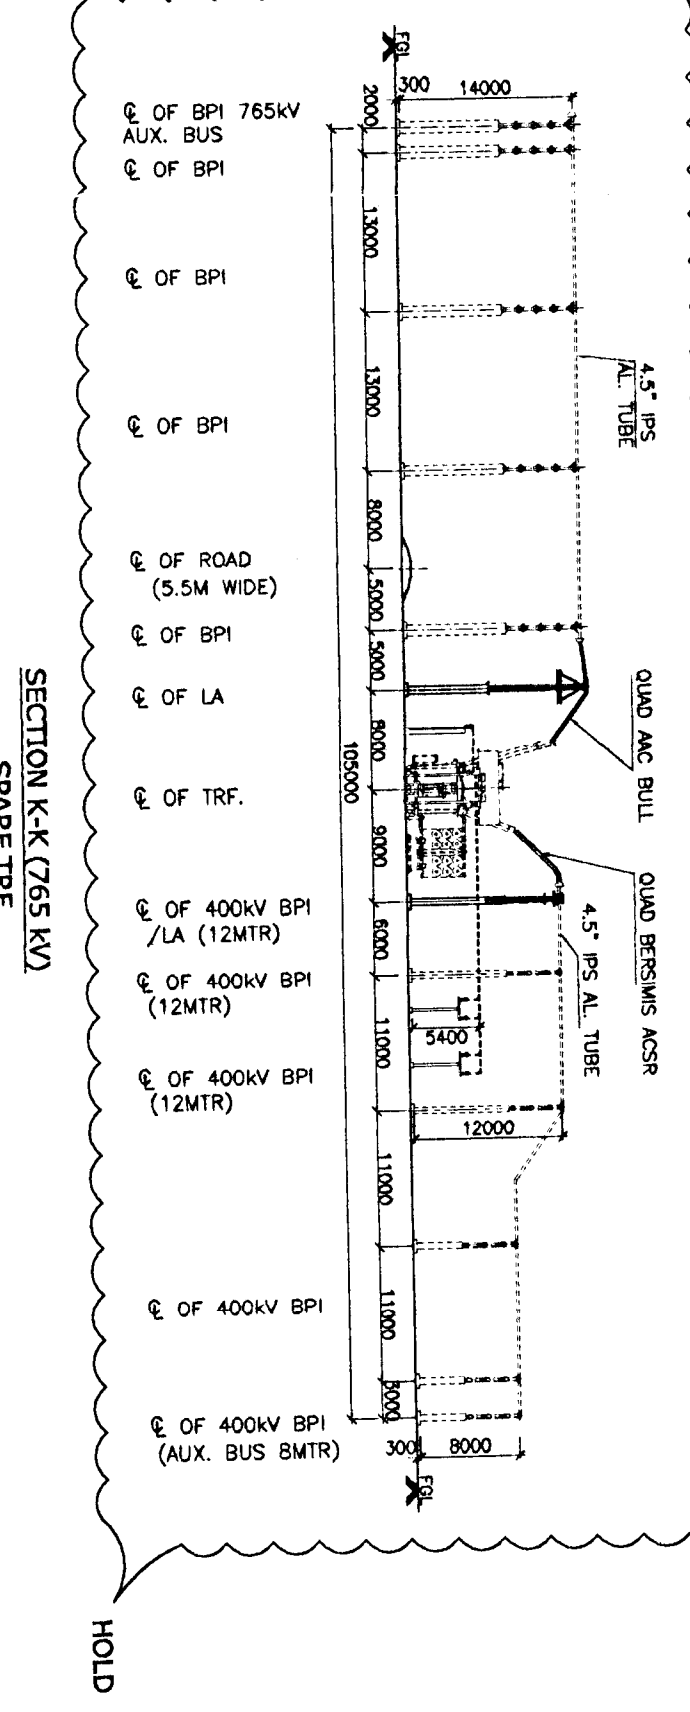 FGL
300
14000
2000
℄ OF BPI 765kV
AUX. BUS
℄ OF BPI
13000
℄ OF BPI
13000
4.5" IPS
AL. TUBE
℄ OF BPI
8000
℄ OF ROAD
(5.5M WIDE)
5000
℄ OF BPI
5000
℄ OF LA
QUAD AAC BULL
8000
105000
℄ OF TRF.
9000
QUAD BERSIMIS ACSR
℄ OF 400kV BPI
/LA (12MTR)
4.5" IPS AL. TUBE
6000
℄ OF 400kV BPI
(12MTR)
11000
5400
℄ OF 400kV BPI
(12MTR)
12000
11000
℄ OF 400kV BPI
11000
3000
℄ OF 400kV BPI
(AUX. BUS 8MTR)
300
8000
FGL
SECTION K-K (765 kV)
SPARE TRF
HOLD